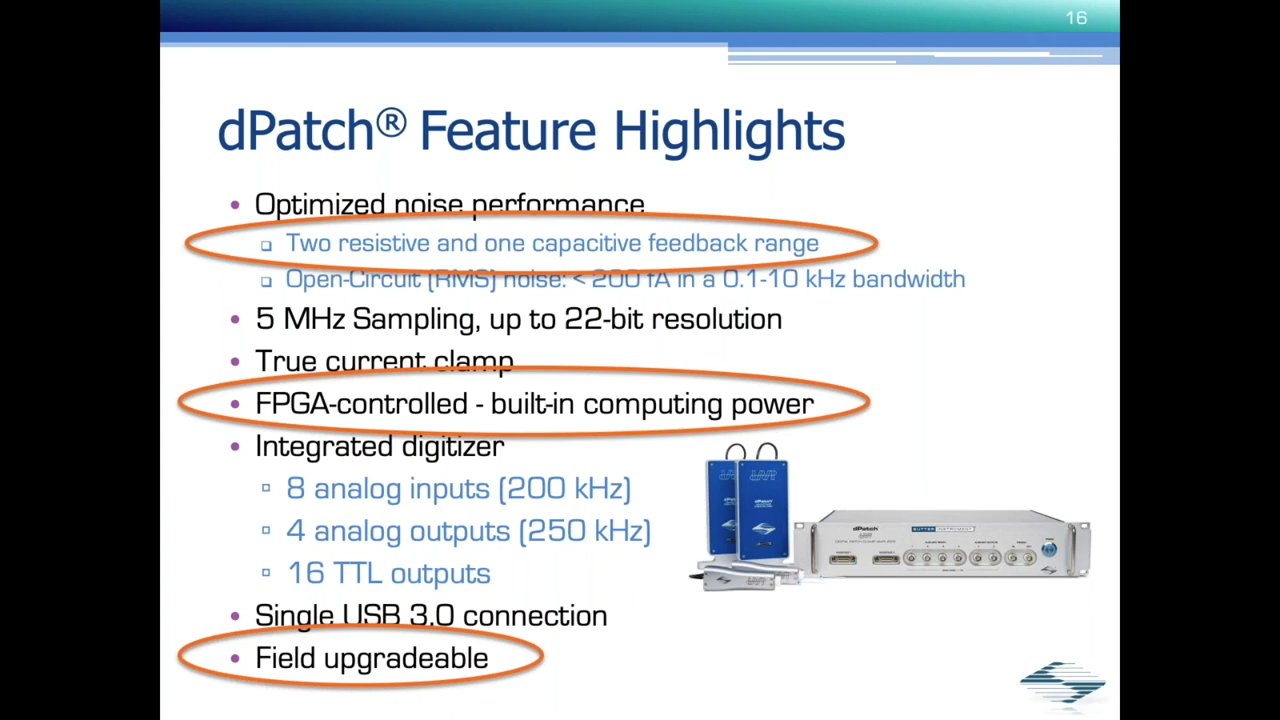 16
dPatch® Feature Highlights
• Optimized noise performance
❑ Two resistive and one capacitive feedback range
❑ Open-Circuit (RMS) noise: < 200 fA in a 0.1-10 kHz bandwidth
• 5 MHz Sampling, up to 22-bit resolution
• True current clamp
• FPGA-controlled - built-in computing power
• Integrated digitizer
▫ 8 analog inputs (200 kHz)
▫ 4 analog outputs (250 kHz)
▫ 16 TTL outputs
• Single USB 3.0 connection
• Field upgradeable
dPatch
SUTTER INSTRUMENT